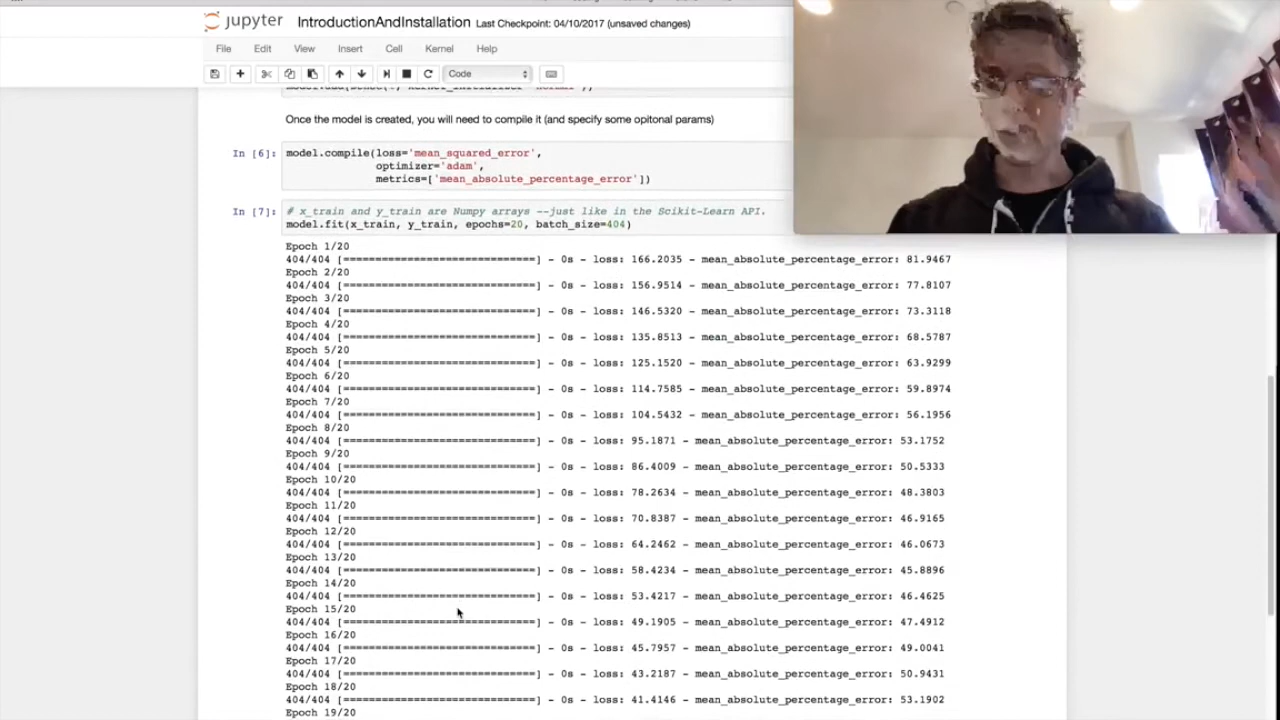 jupyter IntroductionAndInstallation Last Checkpoint: 04/10/2017 (unsaved changes)
File Edit View Insert Cell Kernel Help
Code
Once the model is created, you will need to compile it (and specify some opitonal params)
In [6]: model.compile(loss='mean_squared_error',
optimizer='adam',
metrics=['mean_absolute_percentage_error'])
In [7]: # x_train and y_train are Numpy arrays --just like in the Scikit-Learn API.
model.fit(x_train, y_train, epochs=20, batch_size=404)
Epoch 1/20
404/404 [==============================] - 0s - loss: 166.2035 - mean_absolute_percentage_error: 81.9467
Epoch 2/20
404/404 [==============================] - 0s - loss: 156.9514 - mean_absolute_percentage_error: 77.8107
Epoch 3/20
404/404 [==============================] - 0s - loss: 146.5320 - mean_absolute_percentage_error: 73.3118
Epoch 4/20
404/404 [==============================] - 0s - loss: 135.8513 - mean_absolute_percentage_error: 68.5787
Epoch 5/20
404/404 [==============================] - 0s - loss: 125.1520 - mean_absolute_percentage_error: 63.9299
Epoch 6/20
404/404 [==============================] - 0s - loss: 114.7585 - mean_absolute_percentage_error: 59.8974
Epoch 7/20
404/404 [==============================] - 0s - loss: 104.5432 - mean_absolute_percentage_error: 56.1956
Epoch 8/20
404/404 [==============================] - 0s - loss: 95.1871 - mean_absolute_percentage_error: 53.1752
Epoch 9/20
404/404 [==============================] - 0s - loss: 86.4009 - mean_absolute_percentage_error: 50.5333
Epoch 10/20
404/404 [==============================] - 0s - loss: 78.2634 - mean_absolute_percentage_error: 48.3803
Epoch 11/20
404/404 [==============================] - 0s - loss: 70.8387 - mean_absolute_percentage_error: 46.9165
Epoch 12/20
404/404 [==============================] - 0s - loss: 64.2462 - mean_absolute_percentage_error: 46.0673
Epoch 13/20
404/404 [==============================] - 0s - loss: 58.4234 - mean_absolute_percentage_error: 45.8896
Epoch 14/20
404/404 [==============================] - 0s - loss: 53.4217 - mean_absolute_percentage_error: 46.4625
Epoch 15/20
404/404 [==============================] - 0s - loss: 49.1905 - mean_absolute_percentage_error: 47.4912
Epoch 16/20
404/404 [==============================] - 0s - loss: 45.7957 - mean_absolute_percentage_error: 49.0041
Epoch 17/20
404/404 [==============================] - 0s - loss: 43.2187 - mean_absolute_percentage_error: 50.9431
Epoch 18/20
404/404 [==============================] - 0s - loss: 41.4146 - mean_absolute_percentage_error: 53.1902
Epoch 19/20